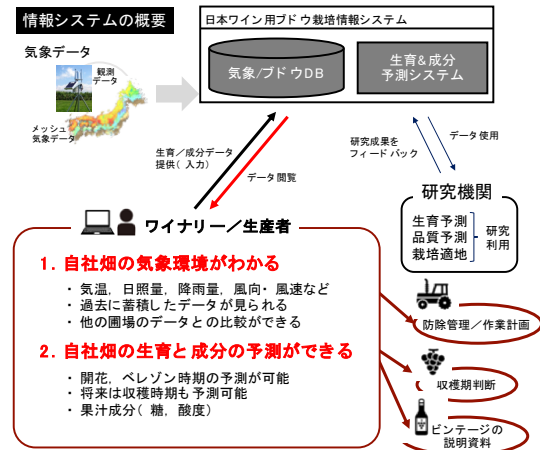 情報システムの概要
日本ワイン用ブドウ栽培情報システム
気象データ
観測
データ
メッシュ
気象データ
気象/ブドウDB
生育&成分
予測システム
生育／成分データ
提供(入力)
データ閲覧
研究成果を
フィードバック
データ使用
研究機関
生育予測
品質予測
栽培適地
研究
利用
ワイナリー／生産者
1. 自社畑の気象環境がわかる
・気温, 日照量, 降雨量, 風向・風速など
・過去に蓄積したデータが見られる
・他の圃場のデータとの比較ができる
2. 自社畑の生育と成分の予測ができる
・開花, ベレゾン時期の予測が可能
・将来は収穫時期も予測可能
・果汁成分(糖, 酸度)
防除管理／作業計画
収穫期判断
ビンテージの
説明資料